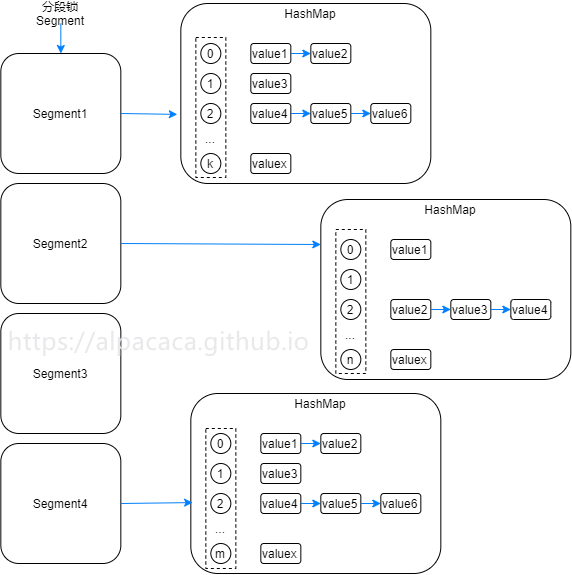 分段锁
Segment
Segment1
HashMap
0 value1 value2
1 value3
2 value4 value5 value6
...
k valuex
Segment2
HashMap
0 value1
1
2 value2 value3 value4
...
n valuex
https://alpacaca.github.io
Segment3
Segment4
HashMap
0 value1 value2
1 value3
2 value4 value5 value6
...
m valuex